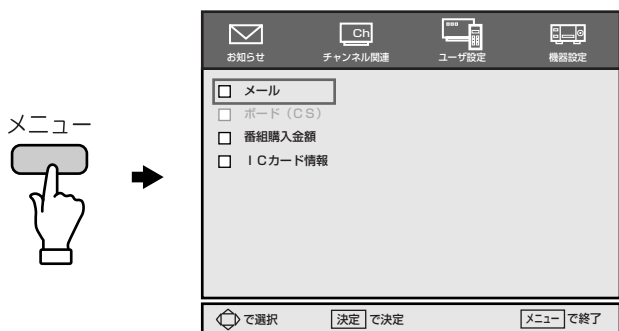 メニュー
Ch
お知らせ チャンネル関連 ユーザ設定 機器設定
メール
ボード（CS）
番組購入金額
ICカード情報
で選択 決定 で決定 メニュー で終了